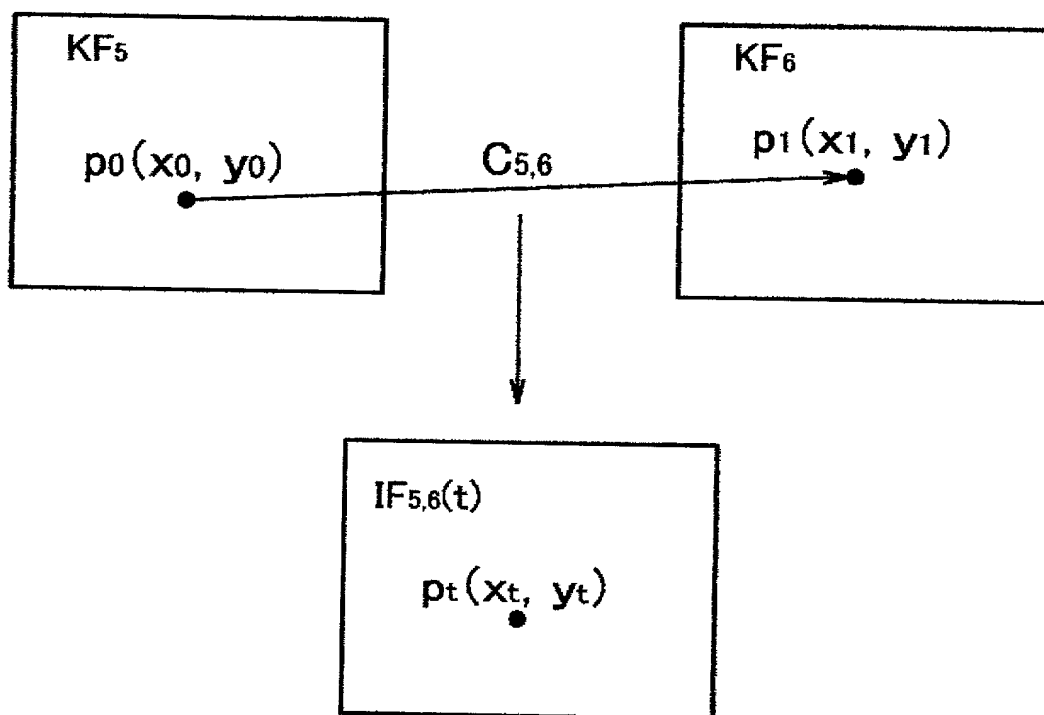 KF5
KF6
p0(x0, y0)
C5,6
p1(x1, y1)
IF5,6(t)
pt(xt, yt)